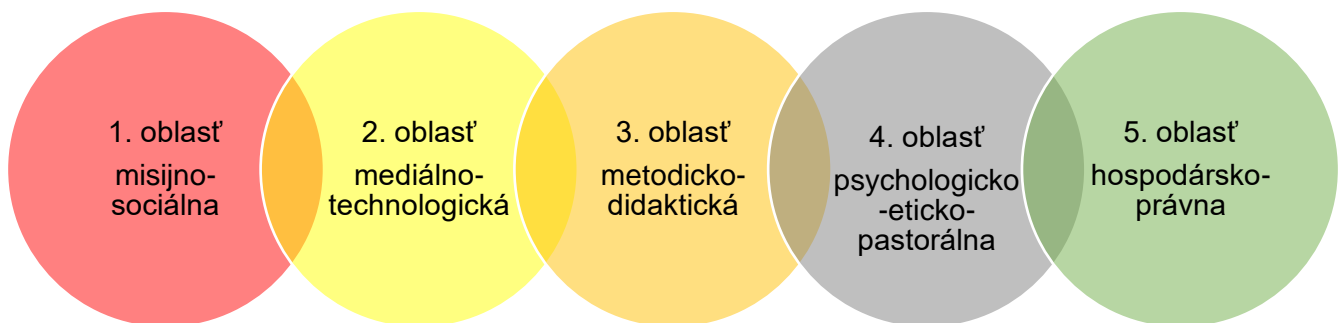 1. oblasť
misijno-
sociálna
2. oblasť
mediálno-
technologická
3. oblasť
metodicko-
didaktická
4. oblasť
psychologicko
-eticko-
pastorálna
5. oblasť
hospodársko-
právna